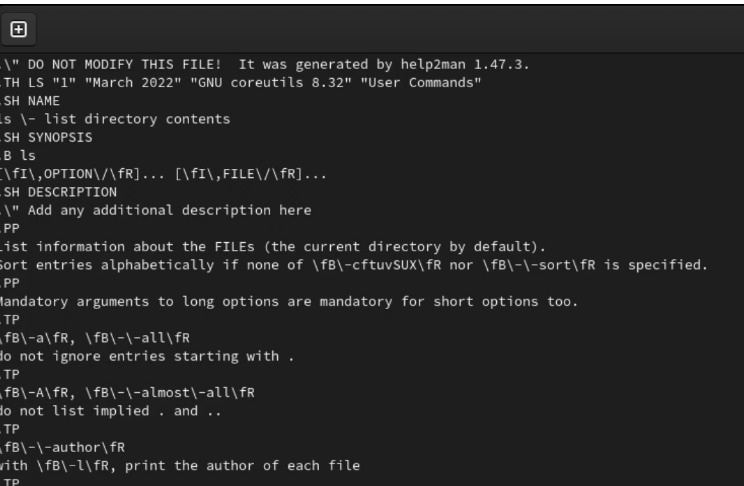 .\" DO NOT MODIFY THIS FILE!  It was generated by help2man 1.47.3.
.TH LS "1" "March 2022" "GNU coreutils 8.32" "User Commands"
.SH NAME
ls \- list directory contents
.SH SYNOPSIS
.B ls
[\fI\,OPTION\/\fR]... [\fI\,FILE\/\fR]...
.SH DESCRIPTION
.\" Add any additional description here
.PP
List information about the FILEs (the current directory by default).
Sort entries alphabetically if none of \fB\-cftuvSUX\fR nor \fB\-\-sort\fR is specified.
.PP
Mandatory arguments to long options are mandatory for short options too.
.TP
\fB\-a\fR, \fB\-\-all\fR
do not ignore entries starting with .
.TP
\fB\-A\fR, \fB\-\-almost\-all\fR
do not list implied . and ..
.TP
\fB\-\-author\fR
with \fB\-l\fR, print the author of each file
.TP